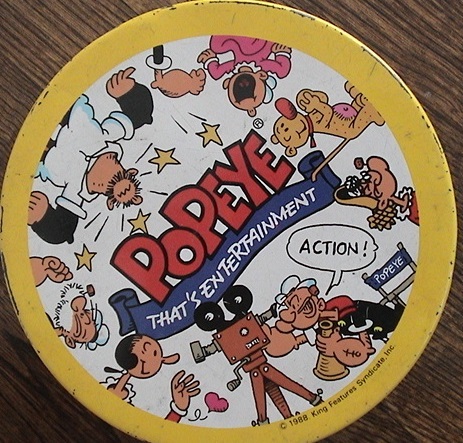 POPEYE ®
THAT'S ENTERTAINMENT
ACTION!
POPEYE
© 1988 King Features Syndicate, Inc.